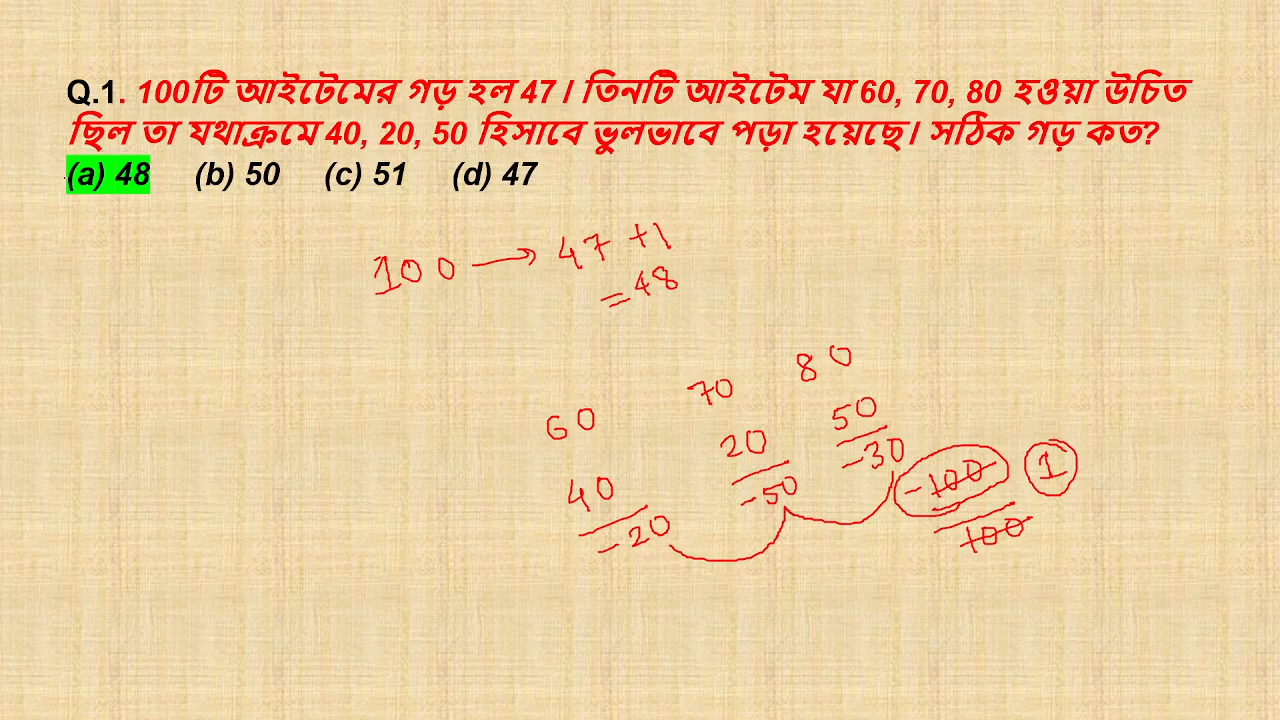 Q.1. 100টি আইটেমের গড় হল 47। তিনটি আইটেম যা 60, 70, 80 হওয়া উচিত
ছিল তা যথাক্রমে 40, 20, 50 হিসাবে ভুলভাবে পড়া হয়েছে। সঠিক গড় কত?
(a) 48 (b) 50 (c) 51 (d) 47
100 → 47 +1
= 48
60 70 80
40 20 50
-20 -50 -30 -100 1
100